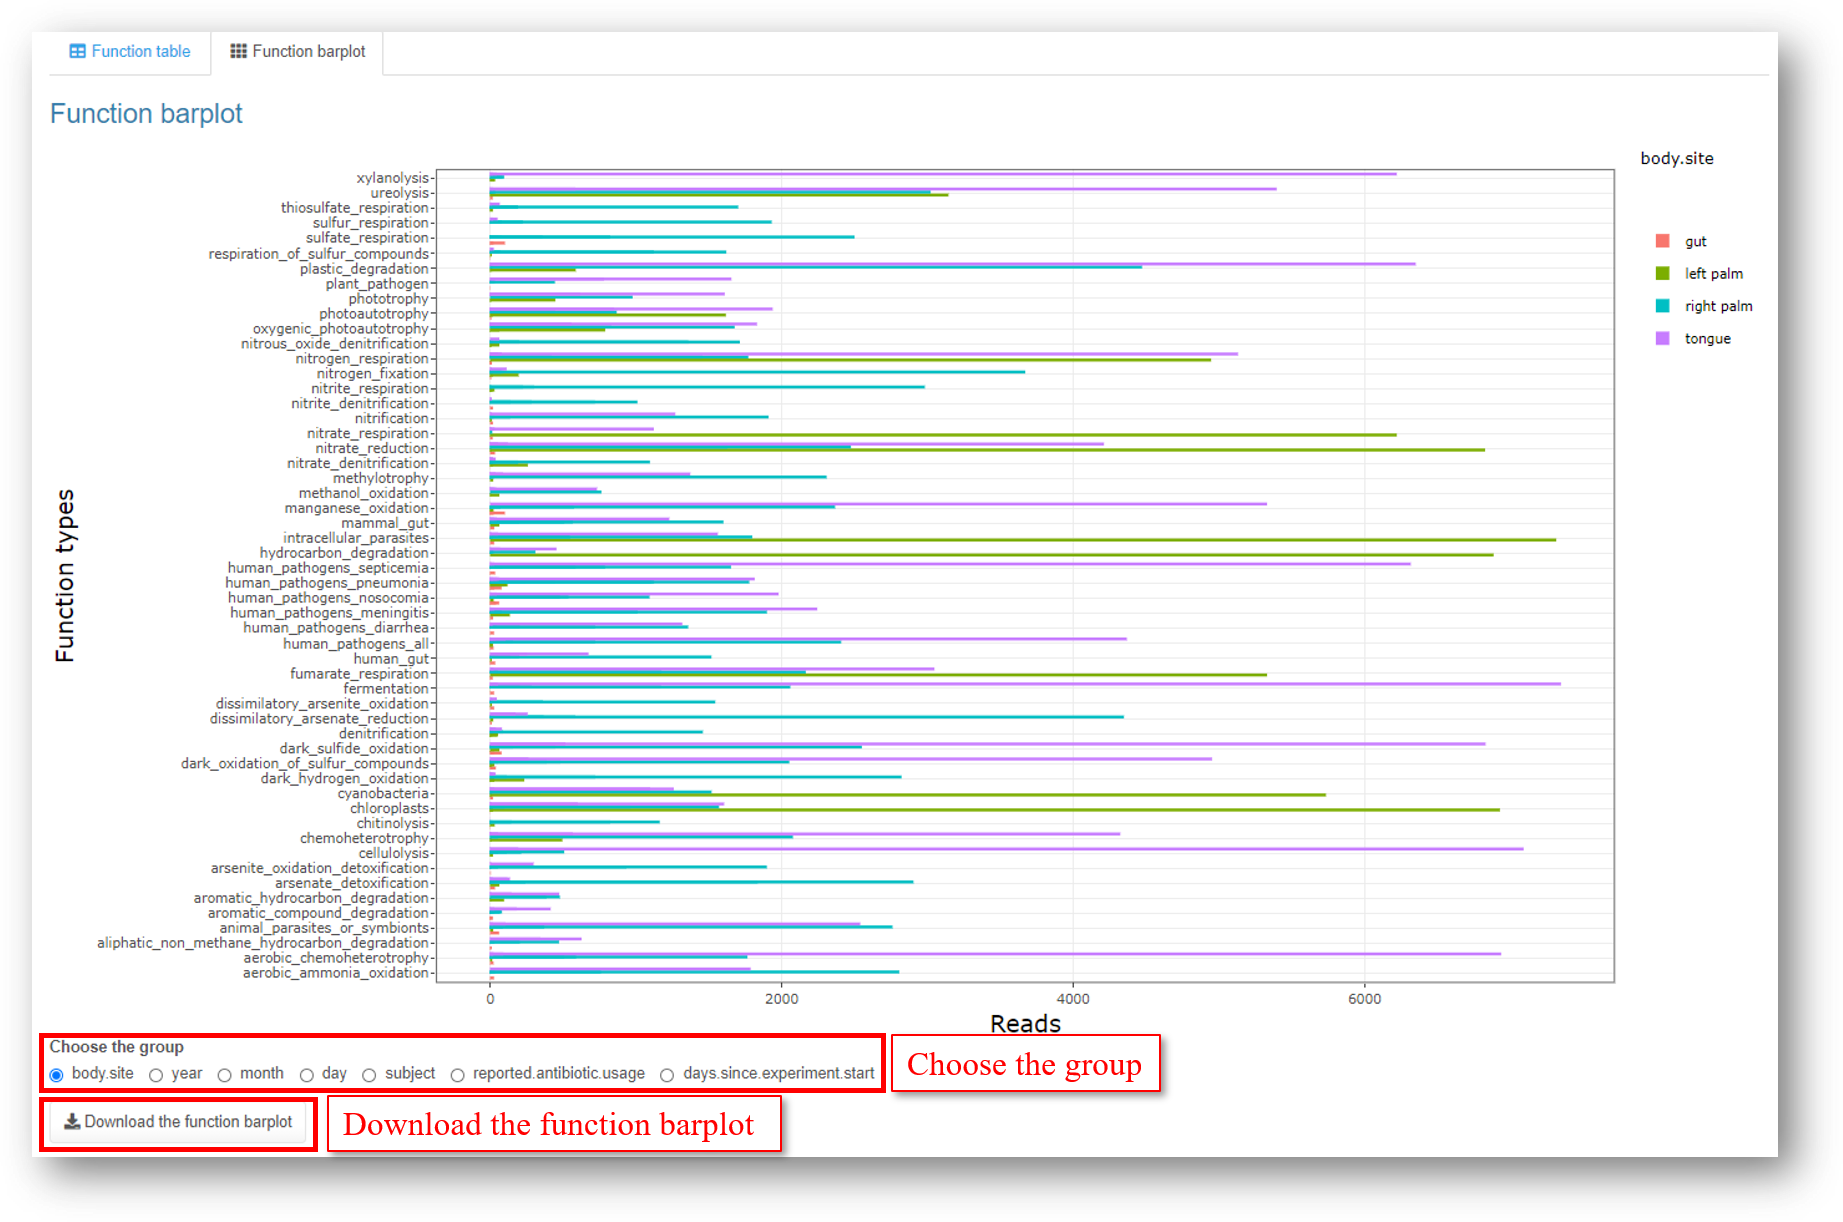 Function table
Function barplot
Function barplot
body.site
gut
left palm
right palm
tongue
Function types
xylanolysis
ureolysis
thiosulfate_respiration
sulfur_respiration
sulfate_respiration
respiration_of_sulfur_compounds
plastic_degradation
plant_pathogen
phototrophy
photoautotrophy
oxygenic_photoautotrophy
nitrous_oxide_denitrification
nitrogen_respiration
nitrogen_fixation
nitrite_respiration
nitrite_denitrification
nitrification
nitrate_respiration
nitrate_reduction
nitrate_denitrification
methylotrophy
methanol_oxidation
manganese_oxidation
mammal_gut
intracellular_parasites
hydrocarbon_degradation
human_pathogens_septicemia
human_pathogens_pneumonia
human_pathogens_nosocomia
human_pathogens_meningitis
human_pathogens_diarrhea
human_pathogens_all
human_gut
fumarate_respiration
fermentation
dissimilatory_arsenite_oxidation
dissimilatory_arsenate_reduction
denitrification
dark_sulfide_oxidation
dark_oxidation_of_sulfur_compounds
dark_hydrogen_oxidation
cyanobacteria
chloroplasts
chitinolysis
chemoheterotrophy
cellulolysis
arsenite_oxidation_detoxification
arsenate_detoxification
aromatic_hydrocarbon_degradation
aromatic_compound_degradation
animal_parasites_or_symbionts
aliphatic_non_methane_hydrocarbon_degradation
aerobic_chemoheterotrophy
aerobic_ammonia_oxidation
0 2000 4000 6000
Reads
Choose the group
body.site year month day subject reported.antibiotic.usage days.since.experiment.start
Choose the group
Download the function barplot
Download the function barplot